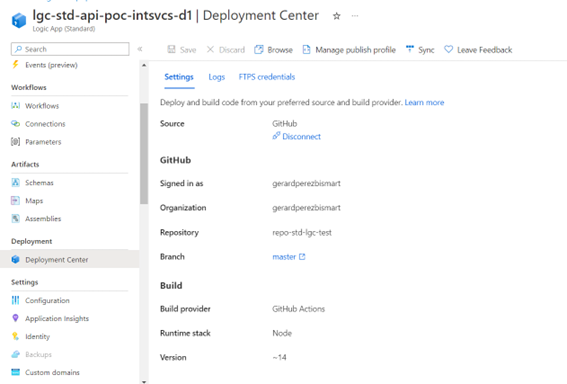 lgc-std-api-poc-intsvcs-d1 | Deployment Center
Logic App (Standard)
Search
Save
Discard
Browse
Manage publish profile
Sync
Leave Feedback
Events (preview)
Workflows
Workflows
Connections
Parameters
Artifacts
Schemas
Maps
Assemblies
Deployment
Deployment Center
Settings
Configuration
Application Insights
Identity
Backups
Custom domains
Settings
Logs
FTPS credentials
Deploy and build code from your preferred source and build provider. Learn more
Source GitHub
Disconnect
GitHub
Signed in as gerardperezbismart
Organization gerardperezbismart
Repository repo-std-lgc-test
Branch master
Build
Build provider GitHub Actions
Runtime stack Node
Version ~14